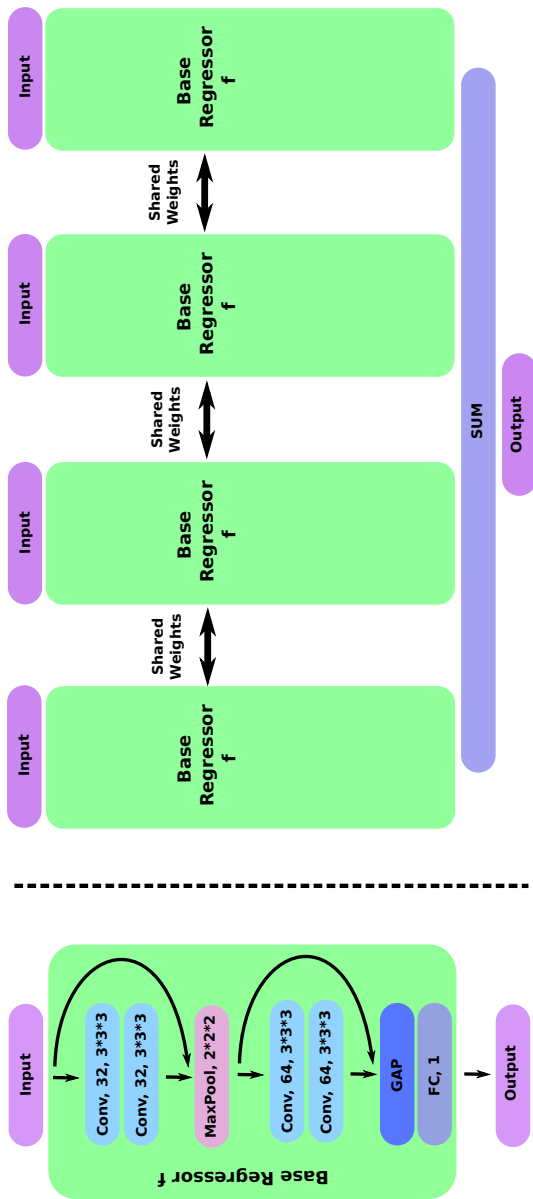 Input
Conv, 32, 3*3*3
Conv, 32, 3*3*3
MaxPool, 2*2*2
Conv, 64, 3*3*3
Conv, 64, 3*3*3
GAP
FC, 1
Output
Base Regressor f
Input
Base
Regressor
f
Shared
Weights
Input
Base
Regressor
f
Shared
Weights
Input
Base
Regressor
f
Shared
Weights
Input
Base
Regressor
f
SUM
Output